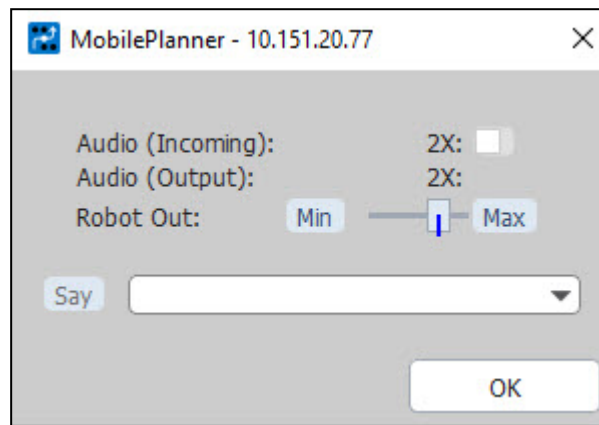 MobilePlanner - 10.151.20.77
Audio (Incoming): 2X:
Audio (Output): 2X:
Robot Out: Min Max
Say
OK